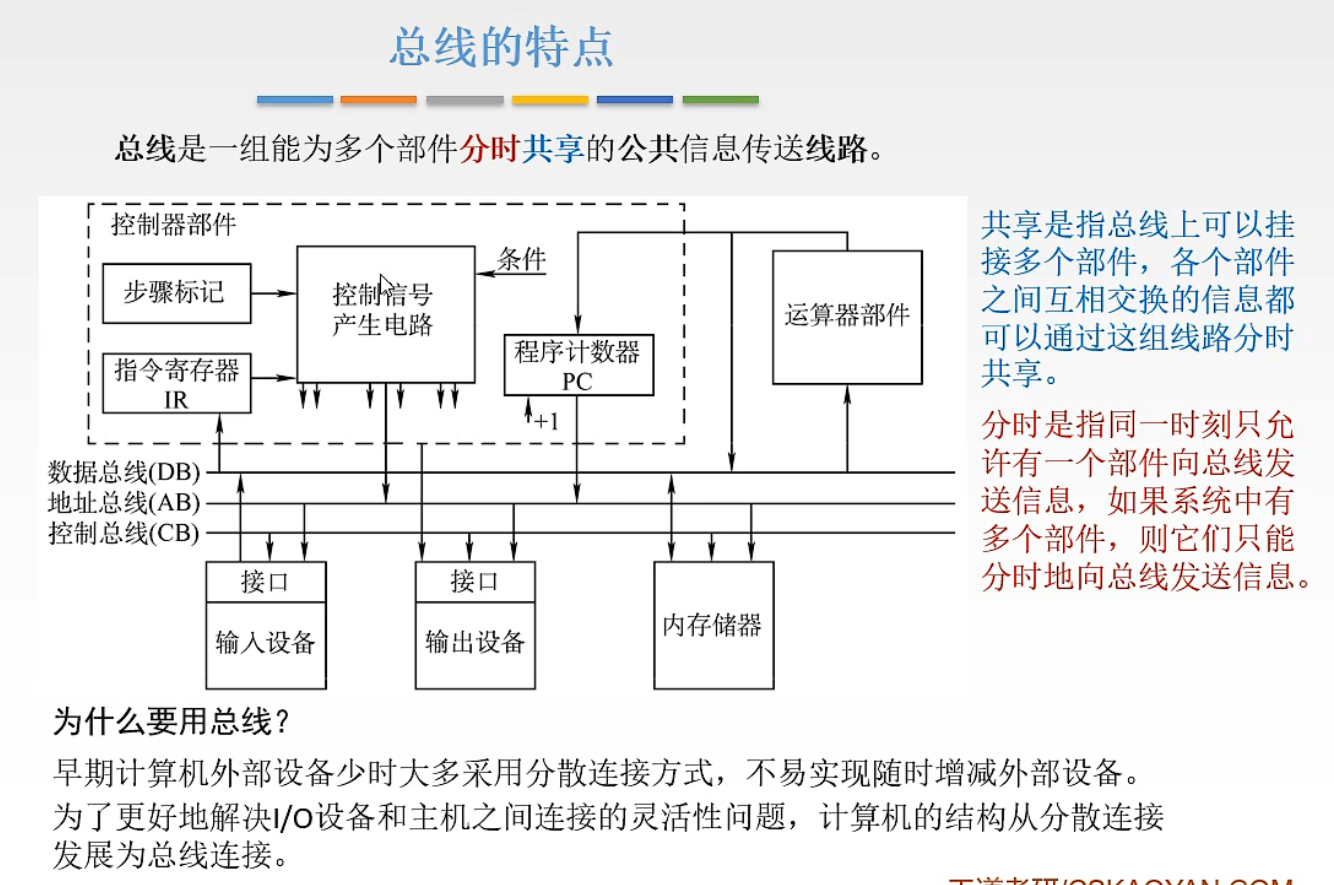 总线的特点
总线是一组能为多个部件分时共享的公共信息传送线路。
控制器部件
步骤标记
指令寄存器
IR
控制信号
产生电路
条件
程序计数器
PC
+1
运算器部件
数据总线(DB)
地址总线(AB)
控制总线(CB)
接口
输入设备
接口
输出设备
内存储器
共享是指总线上可以挂
接多个部件，各个部件
之间互相交换的信息都
可以通过这组线路分时
共享。
分时是指同一时刻只允
许有一个部件向总线发
送信息，如果系统中有
多个部件，则它们只能
分时地向总线发送信息。
为什么要用总线？
早期计算机外部设备少时大多采用分散连接方式，不易实现随时增减外部设备。
为了更好地解决I/O设备和主机之间连接的灵活性问题，计算机的结构从分散连接
发展为总线连接。